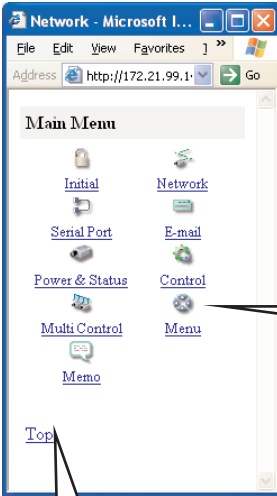 Network - Microsoft I...
File Edit View Favorites »
Address http://172.21.99.1 Go
Main Menu
Initial Network
Serial Port E-mail
Power & Status Control
Multi Control Menu
Memo
Top